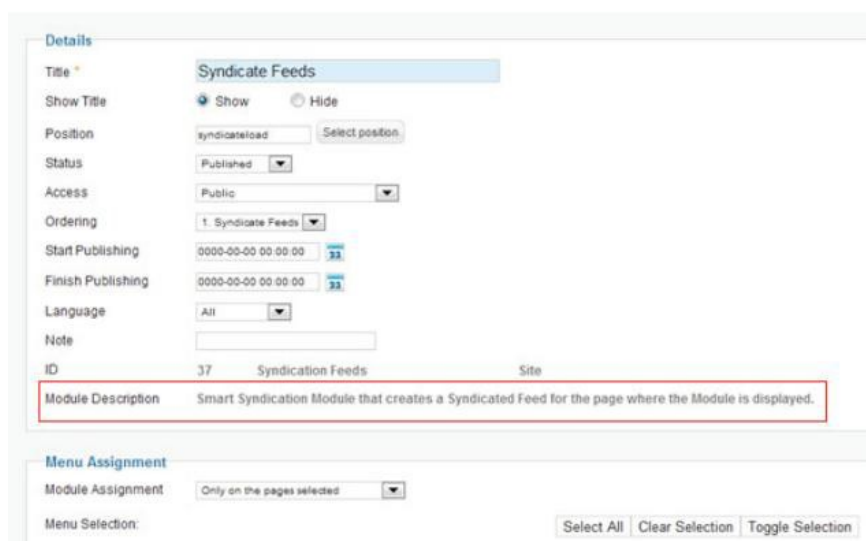 Details
Title * Syndicate Feeds
Show Title Show Hide
Position syndicateload Select position
Status Published
Access Public
Ordering 1. Syndicate Feeds
Start Publishing 0000-00-00 00:00:00 23
Finish Publishing 0000-00-00 00:00:00 23
Language All
Note
ID 37 Syndication Feeds Site
Module Description Smart Syndication Module that creates a Syndicated Feed for the page where the Module is displayed.
Menu Assignment
Module Assignment Only on the pages selected
Menu Selection: Select All Clear Selection Toggle Selection